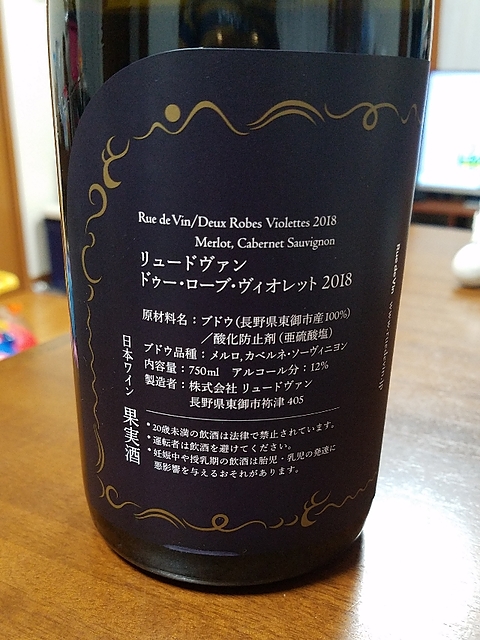 Rue de Vin/Deux Robes Violettes 2018
Merlot, Cabernet Sauvignon
リュードヴァン
ドゥー・ローブ・ヴィオレット 2018
原材料名：ブドウ（長野県東御市産100%）
／酸化防止剤（亜硫酸塩）
ブドウ品種：メルロ,カベルネ・ソーヴィニヨン
内容量：750ml アルコール分：12%
製造者：株式会社 リュードヴァン
長野県東御市祢津 405
日本ワイン 果実酒
*20歳未満の飲酒は法律で禁止されています。
*運転者は飲酒を避けてください。
*妊娠中や授乳期の飲酒は胎児・乳児の発達に
悪影響を与えるおそれがあります。
Rue de Vin